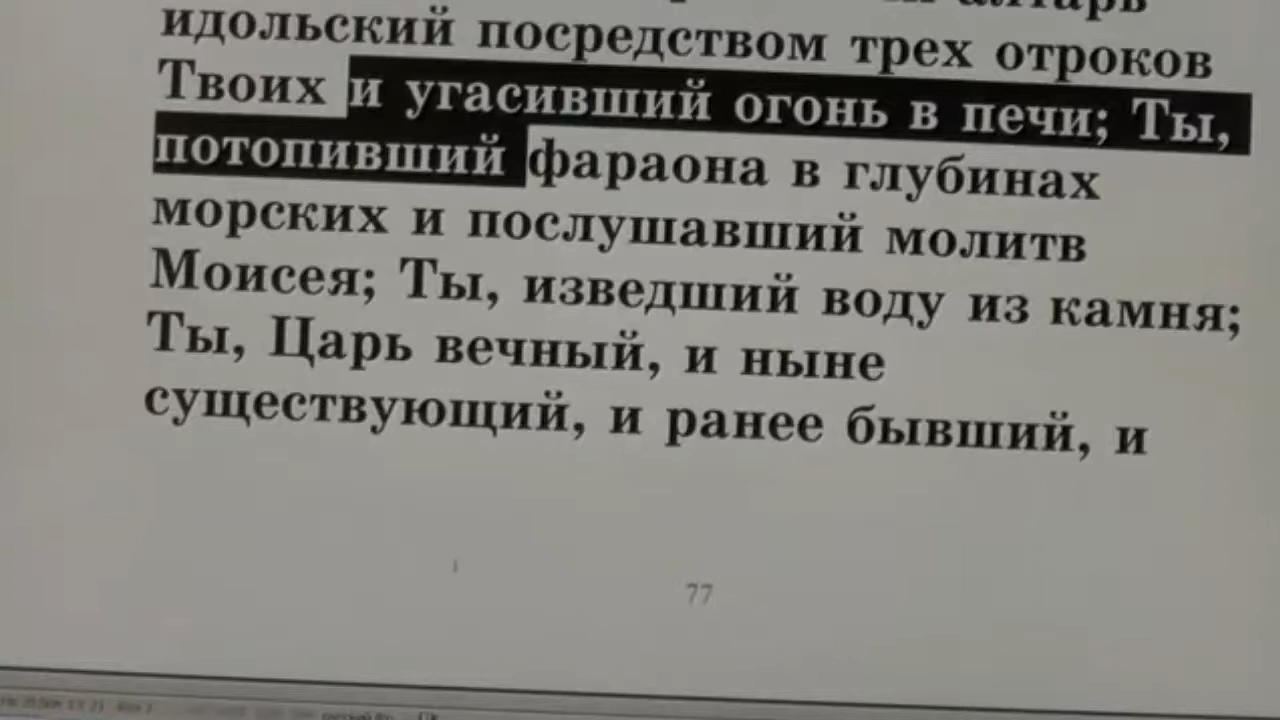 алтарь
идольский посредством трех отроков
Твоих и угасивший огонь в печи; Ты,
потопивший фараона в глубинах
морских и послушавший молитв
Моисея; Ты, изведший воду из камня;
Ты, Царь вечный, и ныне
существующий, и ранее бывший, и
77